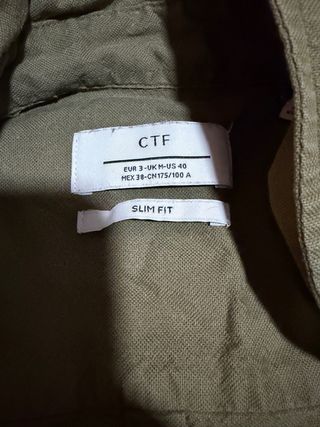 CTF
EUR 3-UK M-US 40
MEX 38-CN175/100 A
SLIM FIT